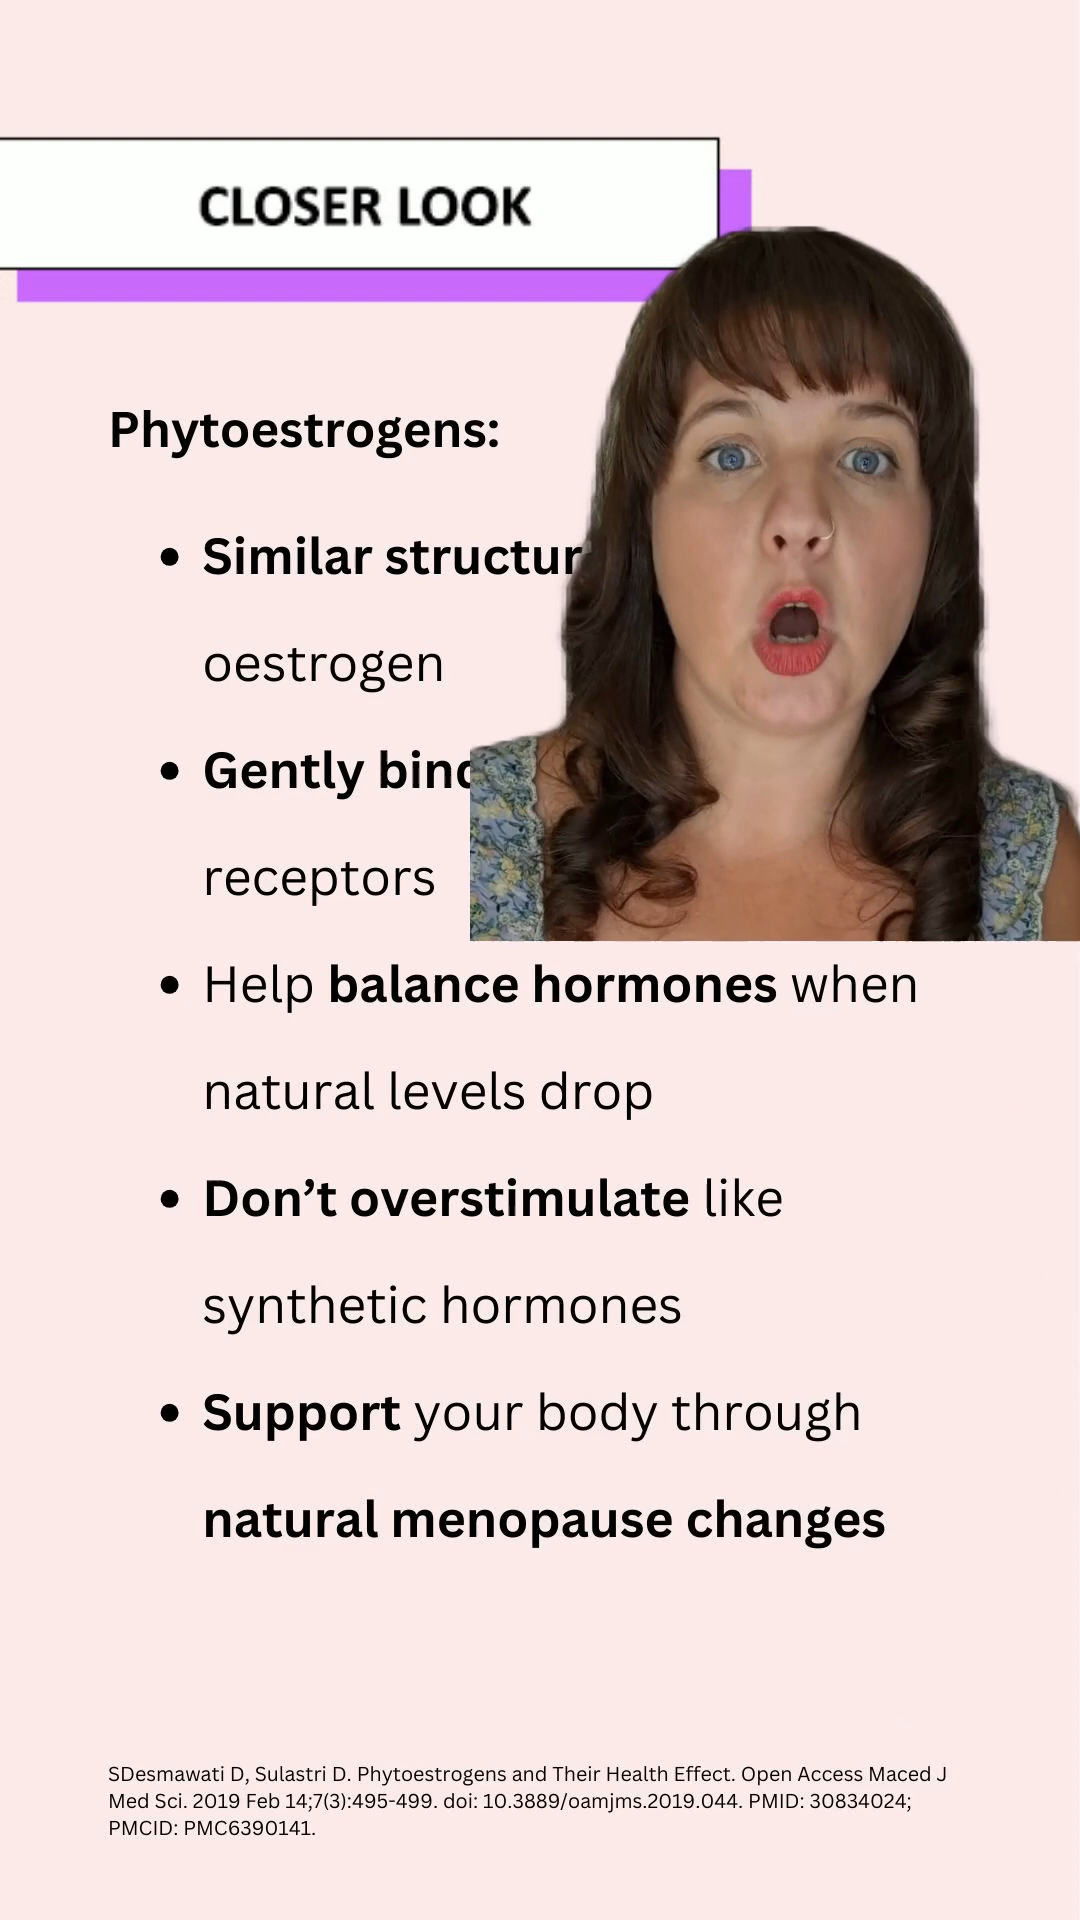 CLOSER LOOK
Phytoestrogens:
• Similar
oestrogen
• Gently
receptors
• Help balance hormones when
natural levels drop
• Don’t overstimulate like
synthetic hormones
• Support your body through
natural menopause changes
SDesmawati D, Sulastri D. Phytoestrogens and Their Health Effect. Open Access Maced J
Med Sci. 2019 Feb 14;7(3):495-499. doi: 10.3889/oamjms.2019.044. PMID: 30834024;
PMCID: PMC6390141.